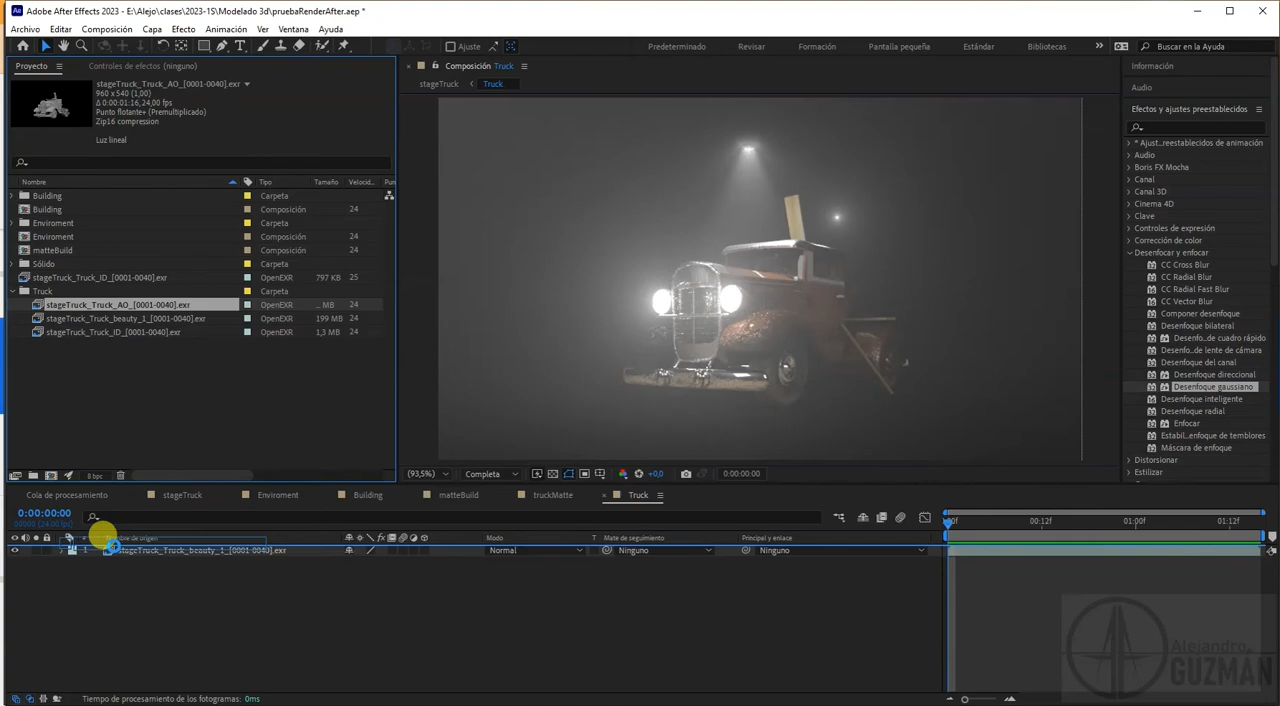 Adobe After Effects 2023 - E:\Alejo\clases\2023-1S\Modelado 3d\pruebaRenderAfter.aep *
Archivo Editar Composición Capa Efecto Animación Ver Ventana Ayuda
Ajuste Predeterminado Revisar Formación Pantalla pequeña Estándar Bibliotecas Buscar en la Ayuda
Proyecto Controles de efectos (ninguno)
stageTruck_Truck_AO_[0001-0040].exr
960 x 540 (1,00)
Δ 0:00:01:16, 24,00 fps
Punto flotante+ (Premultiplicado)
Zip16 compression
Luz lineal
Nombre Tipo Tamaño Velocid... Pun
Building Carpeta
Building Composición 24
Enviroment Carpeta
Enviroment Composición 24
matteBuild Composición 24
Sólido Carpeta
stageTruck_Truck_ID_[0001-0040].exr OpenEXR 797 KB 25
Truck Carpeta
stageTruck_Truck_AO_[0001-0040].exr OpenEXR ... MB 24
stageTruck_Truck_beauty_1_[0001-0040].exr OpenEXR 199 MB 24
stageTruck_Truck_ID_[0001-0040].exr OpenEXR 1,3 MB 24
8 bpc
Composición Truck
stageTruck Truck
(93,5%) Completa +0,0 0:00:00:00
Información
Audio
Efectos y ajustes preestablecidos
* Ajust...reestablecidos de animación
Audio
Boris FX Mocha
Canal
Canal 3D
Cinema 4D
Clave
Controles de expresión
Corrección de color
Desenfocar y enfocar
CC Cross Blur
CC Radial Blur
CC Radial Fast Blur
CC Vector Blur
Componer desenfoque
Desenfoque bilateral
Desenfo...de cuadro rápido
Desenfo...de lente de cámara
Desenfoque del canal
Desenfoque direccional
Desenfoque gaussiano
Desenfoque inteligente
Desenfoque radial
Enfocar
Estabil...enfoque de temblores
Máscara de enfoque
Distorsionar
Estilizar
Cola de procesamiento stageTruck Enviroment Building matteBuild truckMatte Truck
0:00:00:00
00000 (24.00 fps)
00f 00:12f 01:00f 01:12f
mbre de origen Modo T Mate de seguimiento Principal y enlace
1 stageTruck_Truck_beauty_1_[0001-0040].exr Normal Ninguno Ninguno
Tiempo de procesamiento de los fotogramas: 0ms
Alejandro
GUZMÁN